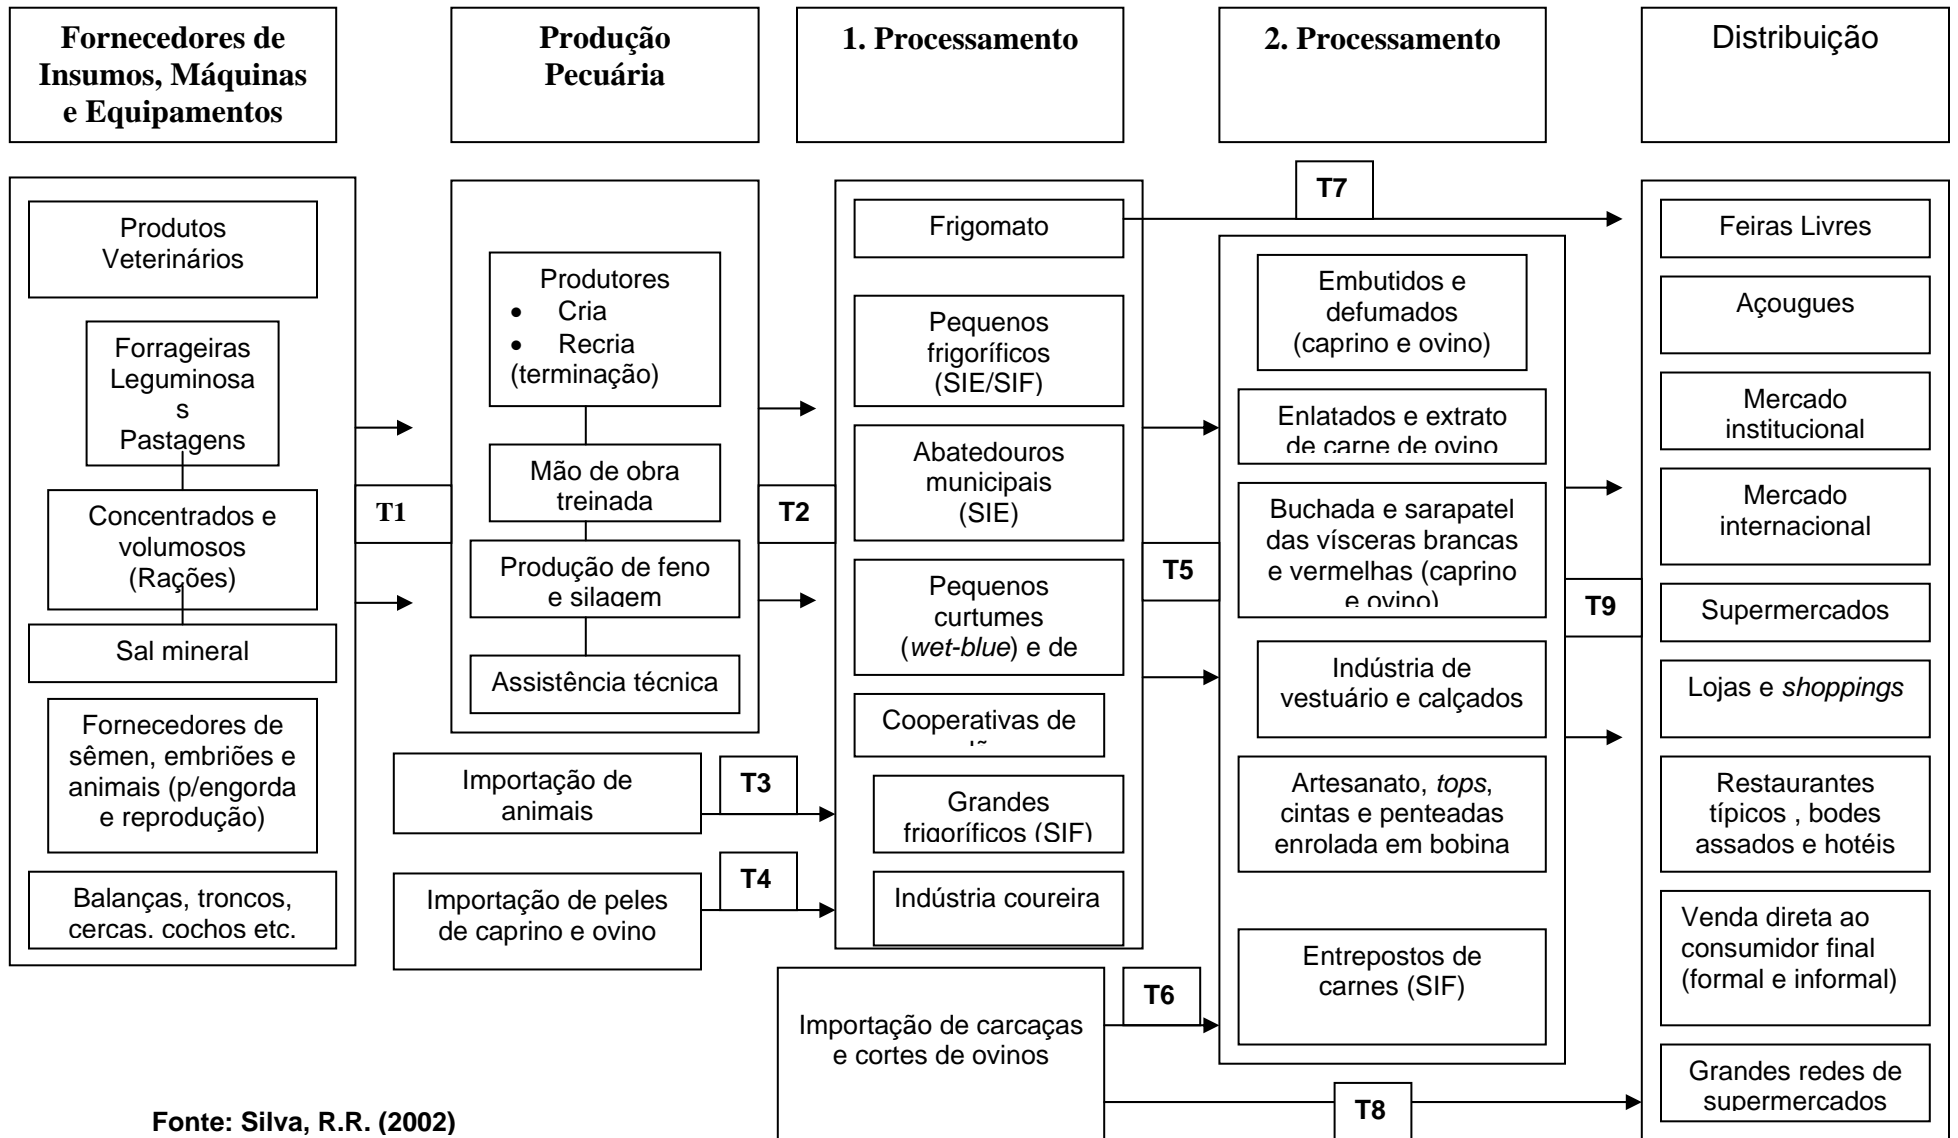 Fornecedores de
Insumos, Máquinas
e Equipamentos
Produção
Pecuária
1. Processamento
2. Processamento
Distribuição
Produtos
Veterinários
Forrageiras
Leguminosa
s
Pastagens
Concentrados e
volumosos
(Rações)
Sal mineral
Fornecedores de
sêmen, embriões e
animais (p/engorda
e reprodução)
Balanças, troncos,
cercas, cochos etc.
T1
Produtores
• Cria
• Recria
(terminação)
Mão de obra
treinada
Produção de feno
e silagem
Assistência técnica
Importação de
animais
Importação de peles
de caprino e ovino
T2
T3
T4
Frigomato
Pequenos
frigoríficos
(SIE/SIF)
Abatedouros
municipais
(SIE)
Pequenos
curtumes
(wet-blue) e de
Cooperativas de
Grandes
frigoríficos (SIF)
Indústria coureira
Importação de carcaças
e cortes de ovinos
T5
T6
T7
T8
Embutidos e
defumados
(caprino e ovino)
Enlatados e extrato
de carne de ovino
Buchada e sarapatel
das vísceras brancas
e vermelhas (caprino
e ovino)
Indústria de
vestuário e calçados
Artesanato, tops,
cintas e penteadas
enrolada em bobina
Entrepostos de
carnes (SIF)
T9
Feiras Livres
Açougues
Mercado
institucional
Mercado
internacional
Supermercados
Lojas e shoppings
Restaurantes
típicos , bodes
assados e hotéis
Venda direta ao
consumidor final
(formal e informal)
Grandes redes de
supermercados
Fonte: Silva, R.R. (2002)